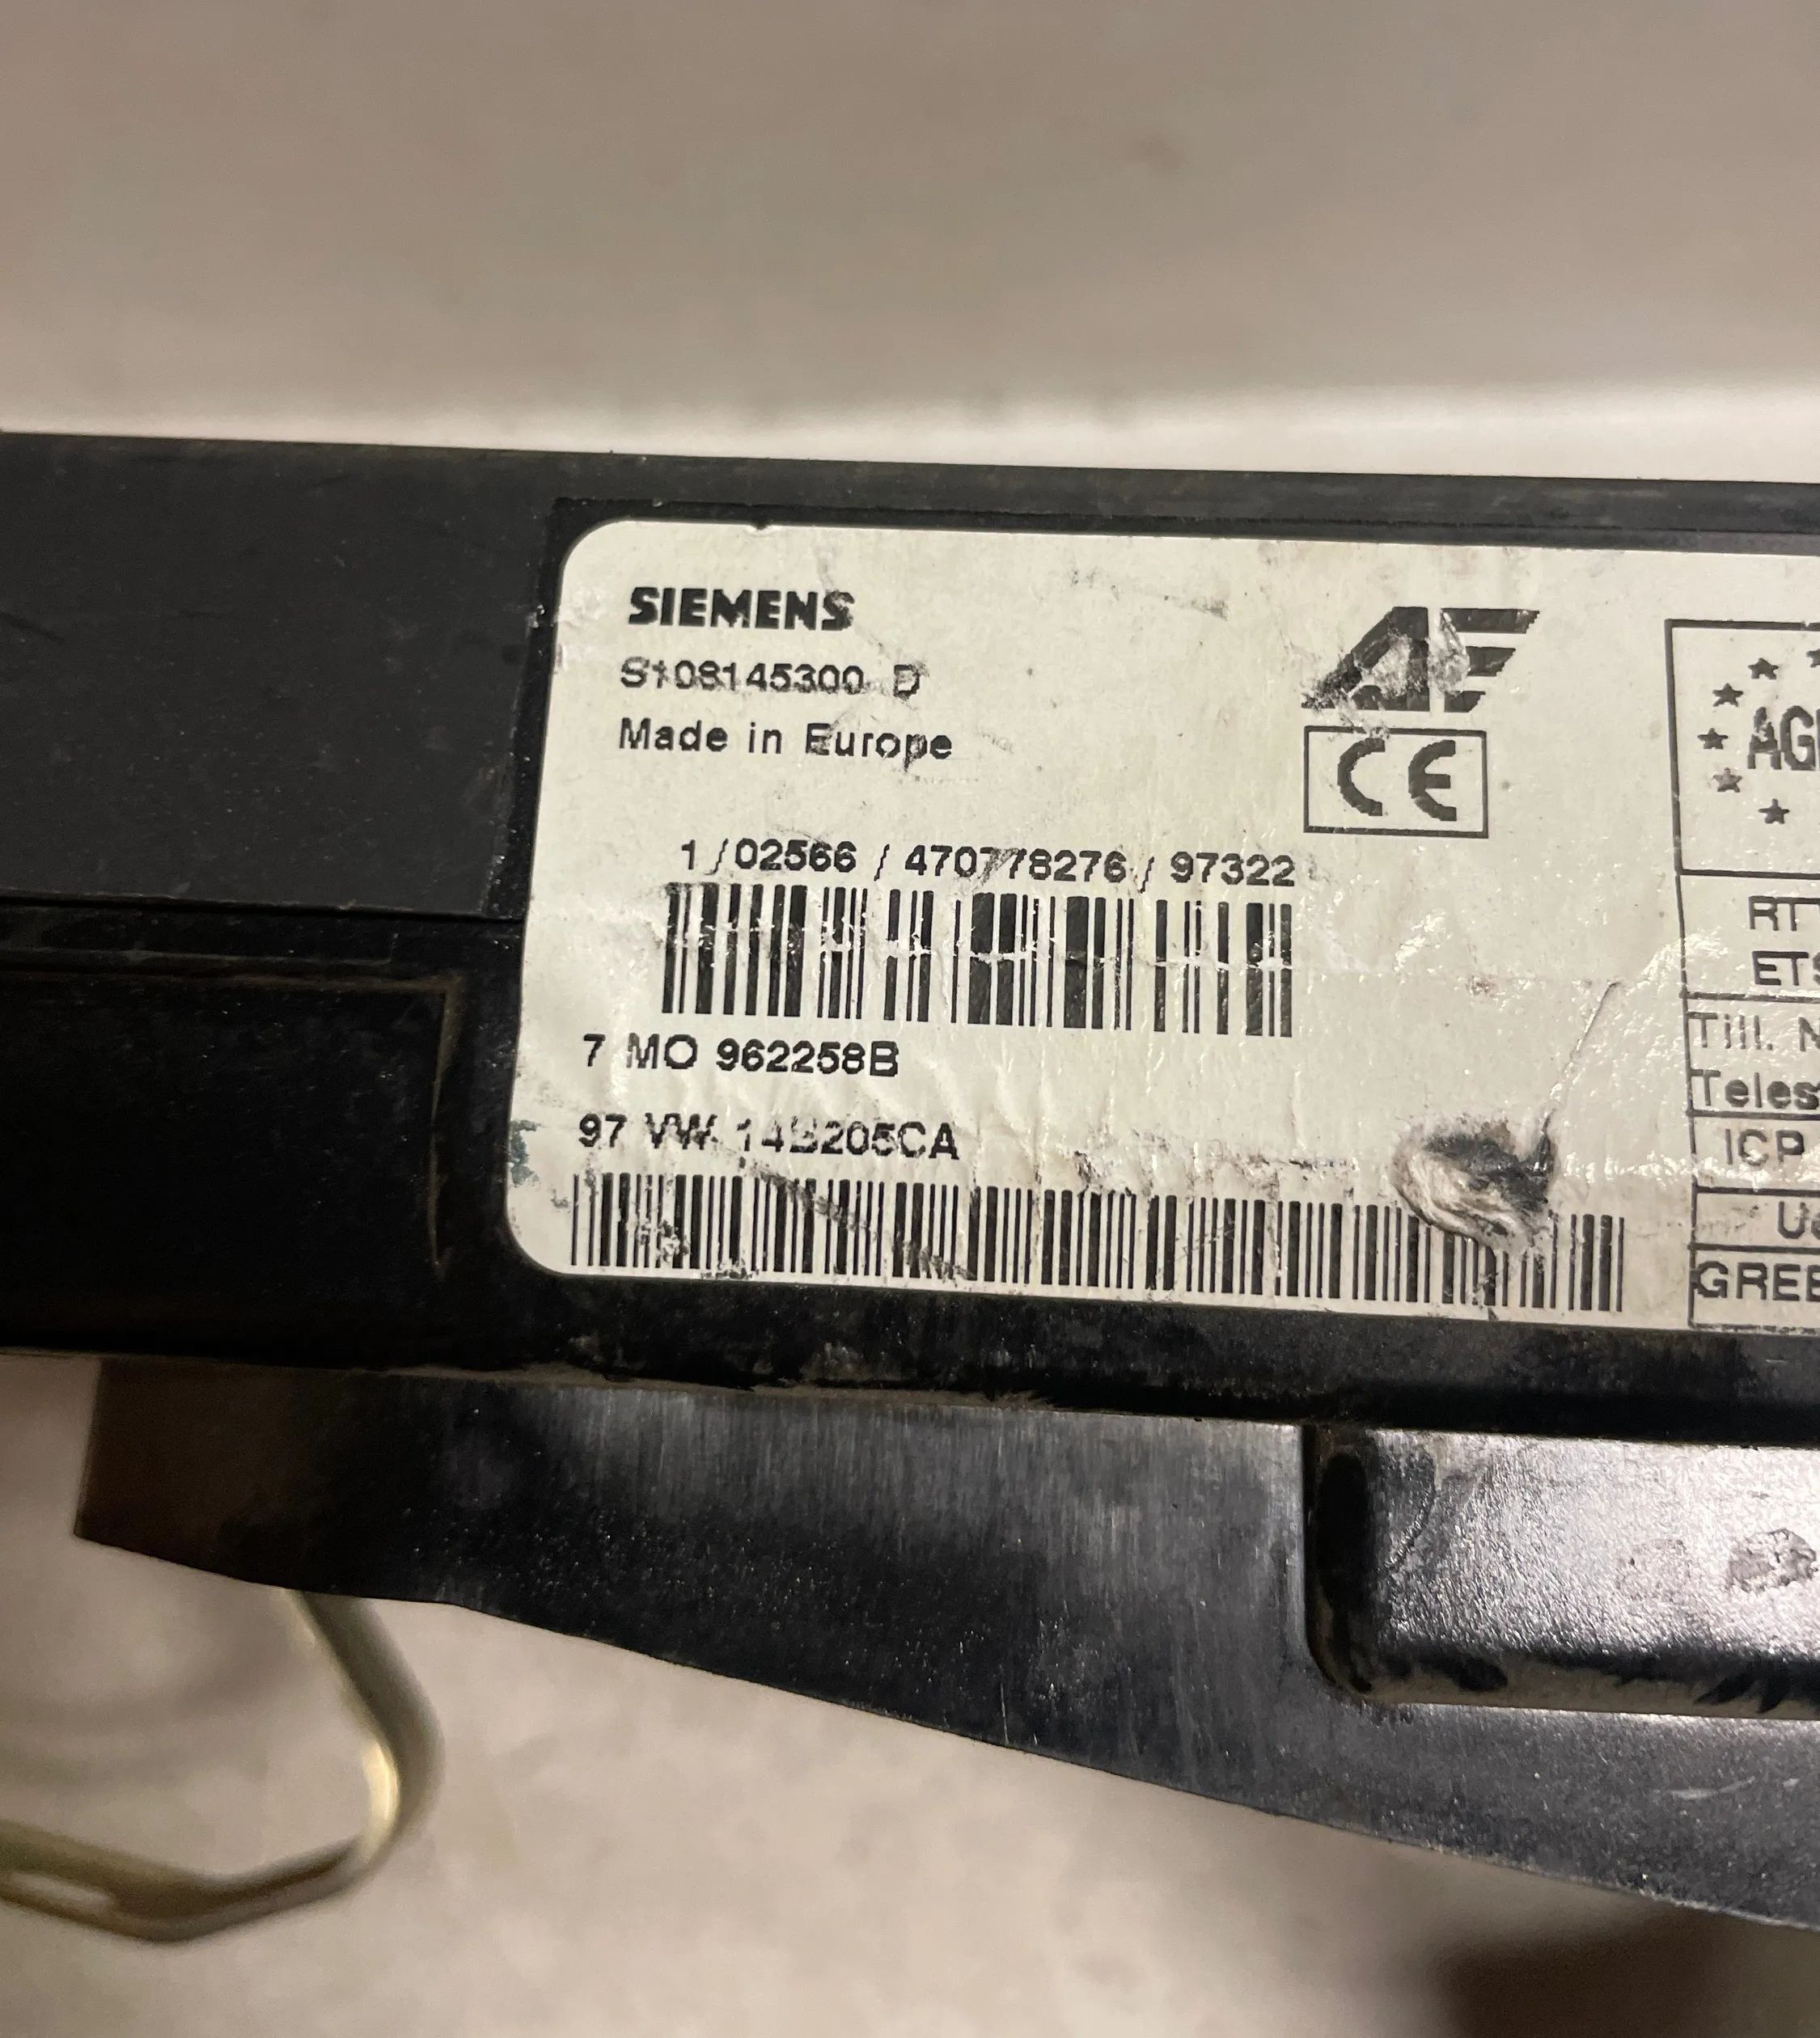 SIEMENS
S108145300 D
Made in Europe
CE
1 / 02566 / 470778276 / 97322
7 MO 962258B
97 VW 14B205CA
RT
Till. N
Teles
ICP
GREE